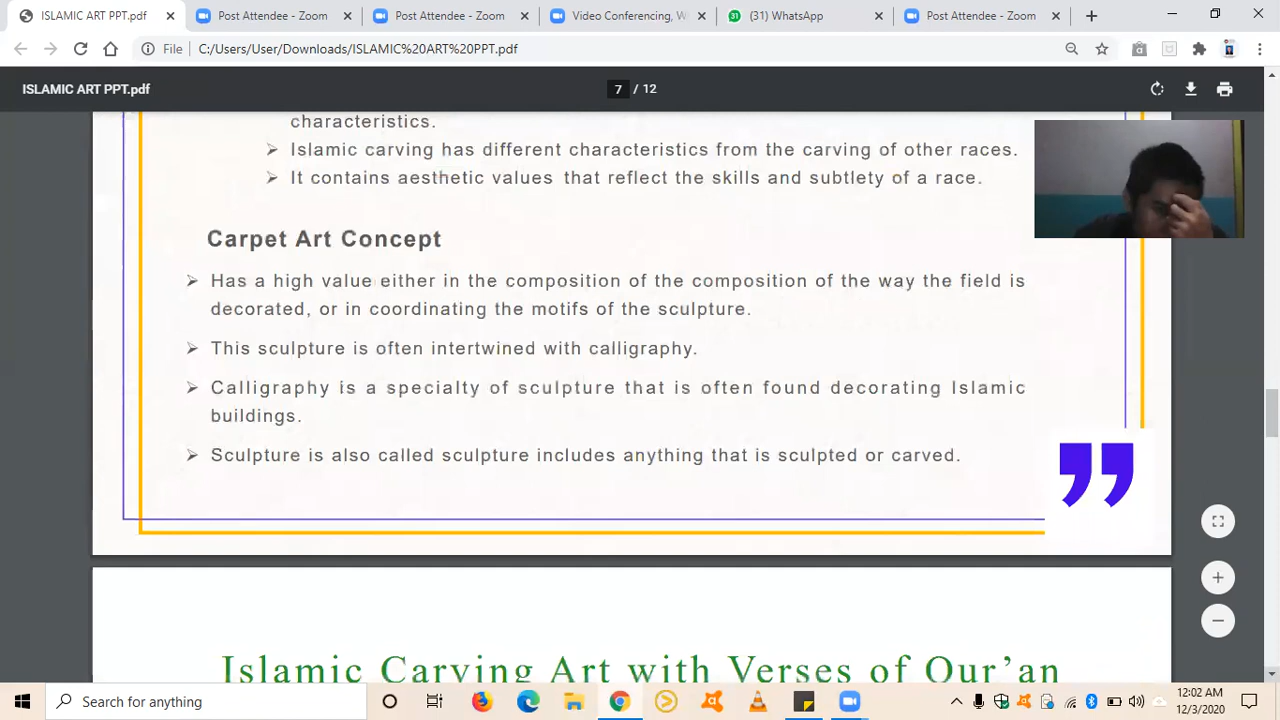 ISLAMIC ART PPT.pdf
Post Attendee - Zoom
Post Attendee - Zoom
Video Conferencing, W
(31) WhatsApp
Post Attendee - Zoom
File
C:/Users/User/Downloads/ISLAMIC%20ART%20PPT.pdf
ISLAMIC ART PPT.pdf
7 / 12
characteristics.
Islamic carving has different characteristics from the carving of other races.
It contains aesthetic values that reflect the skills and subtlety of a race.
Carpet Art Concept
Has a high value either in the composition of the composition of the way the field is
decorated, or in coordinating the motifs of the sculpture.
This sculpture is often intertwined with calligraphy.
Calligraphy is a specialty of sculpture that is often found decorating Islamic
buildings.
Sculpture is also called sculpture includes anything that is sculpted or carved.
Islamic Carving Art with Verses of Qur’an
Search for anything
12:02 AM
12/3/2020